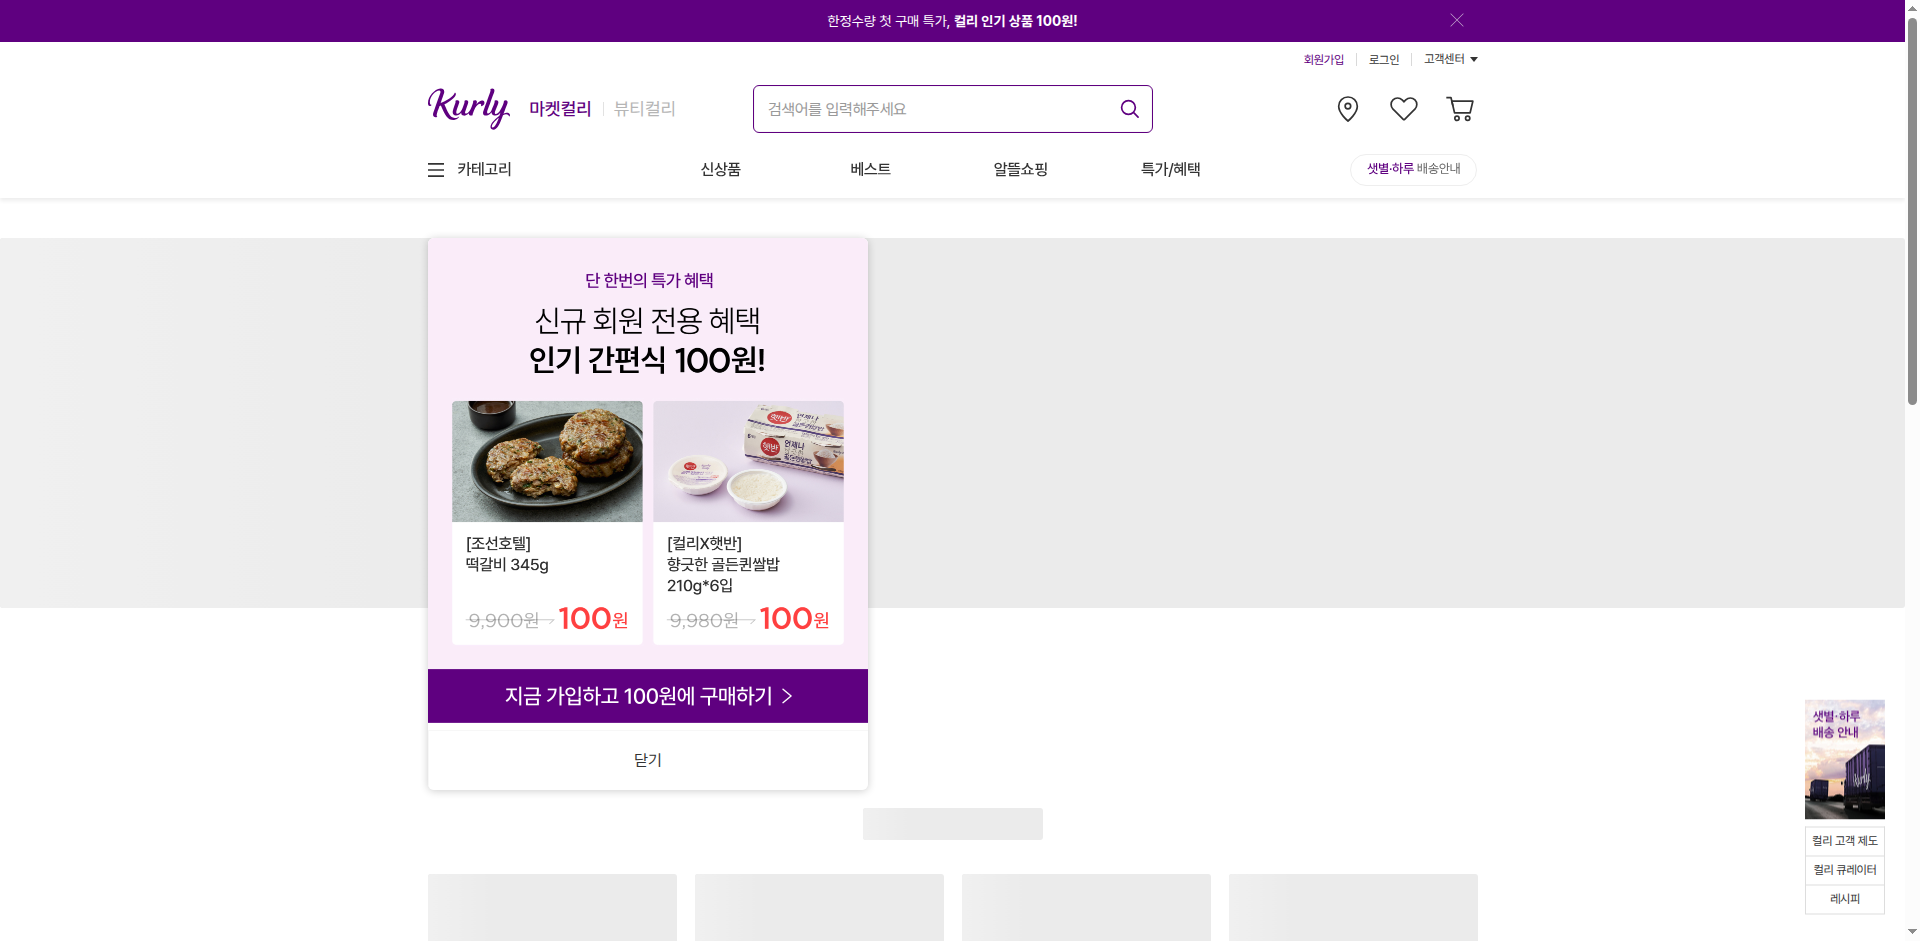 한정수량 첫 구매 특가, 컬리 인기 상품 100원!
회원가입
로그인
고객센터
Kurly
마켓컬리
뷰티컬리
검색어를 입력해주세요
카테고리
신상품
베스트
알뜰쇼핑
특가/혜택
샛별·하루 배송안내
단 한번의 특가 혜택
신규 회원 전용 혜택
인기 간편식 100원!
[조선호텔]
떡갈비 345g
9,900원 100원
햇반
햇반
언제나
[컬리X햇반]
향긋한 골든퀸쌀밥
210g*6입
9,980원 100원
지금 가입하고 100원에 구매하기
닫기
샛별·하루
배송 안내
Kurly
컬리 고객 제도
컬리 큐레이터
레시피